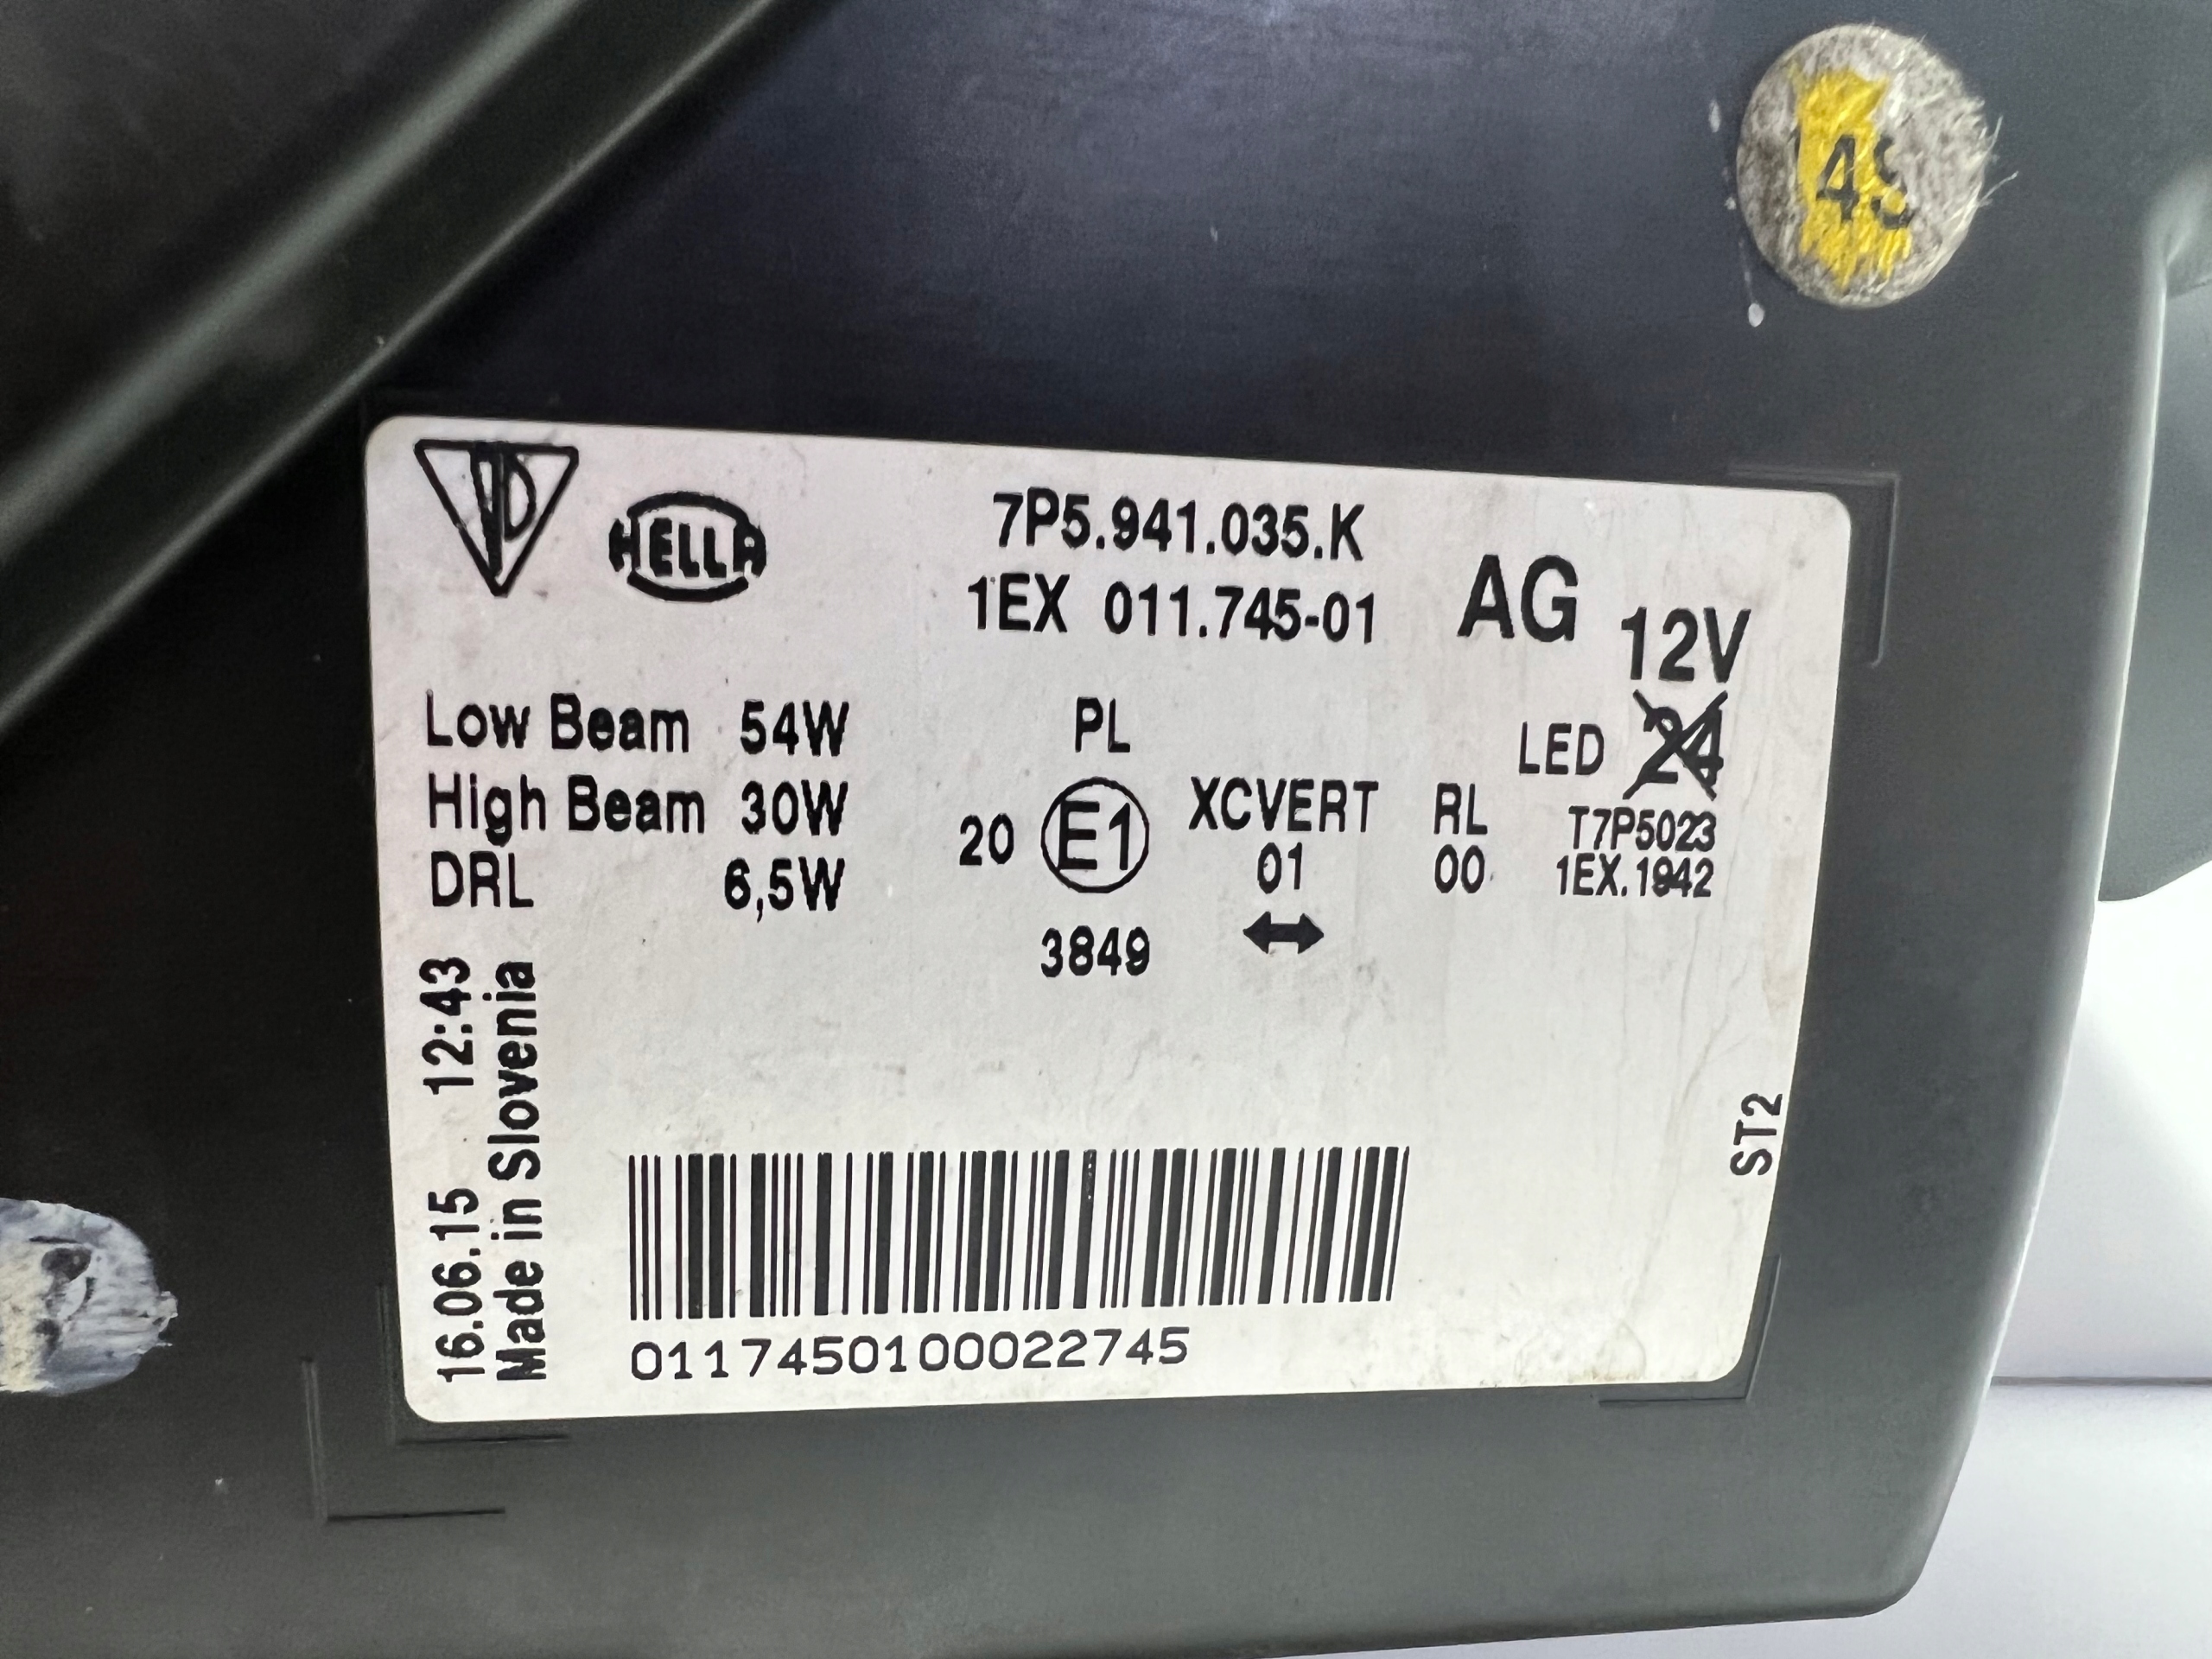 HELLA
7P5.941.035.K
1EX 011.745-01
AG
12V
Low Beam 54W
High Beam 30W
DRL 6,5W
PL
20 E1
3849
XCVERT
01
RL
00
LED 24
T7P5023
1EX.1942
16.06.15 12:43
Made in Slovenia
ST2
0117450100022745